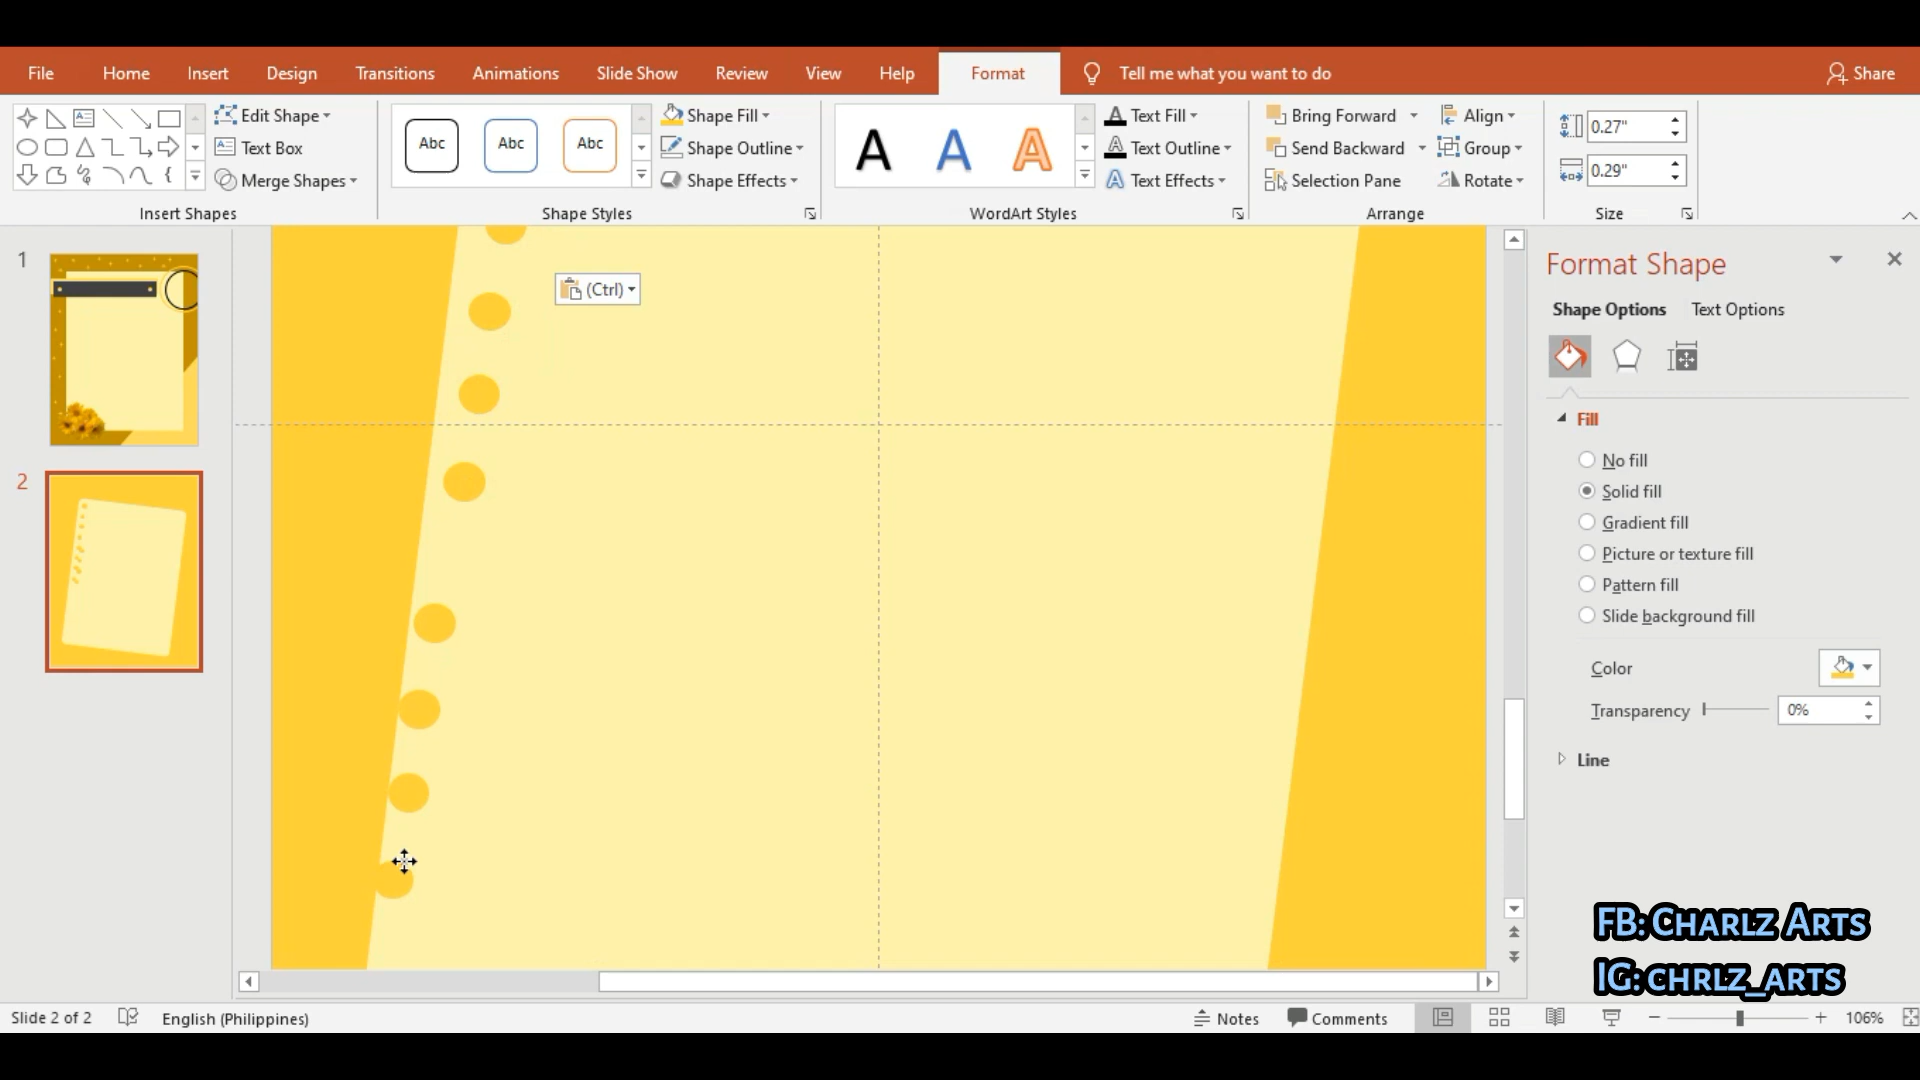 File Home Insert Design Transitions Animations Slide Show Review View Help Format Tell me what you want to do Share
Edit Shape
Text Box
Merge Shapes
Insert Shapes
Abc Abc Abc
Shape Fill
Shape Outline
Shape Effects
Shape Styles
A A A
Text Fill
Text Outline
Text Effects
WordArt Styles
Bring Forward
Send Backward
Selection Pane
Align
Group
Rotate
Arrange
0.27"
0.29"
Size
1
2
(Ctrl)
Format Shape
Shape Options Text Options
Fill
No fill
Solid fill
Gradient fill
Picture or texture fill
Pattern fill
Slide background fill
Color
Transparency 0%
Line
FB: Charlz Arts
IG: chrlz_arts
Slide 2 of 2 English (Philippines) Notes Comments 106%